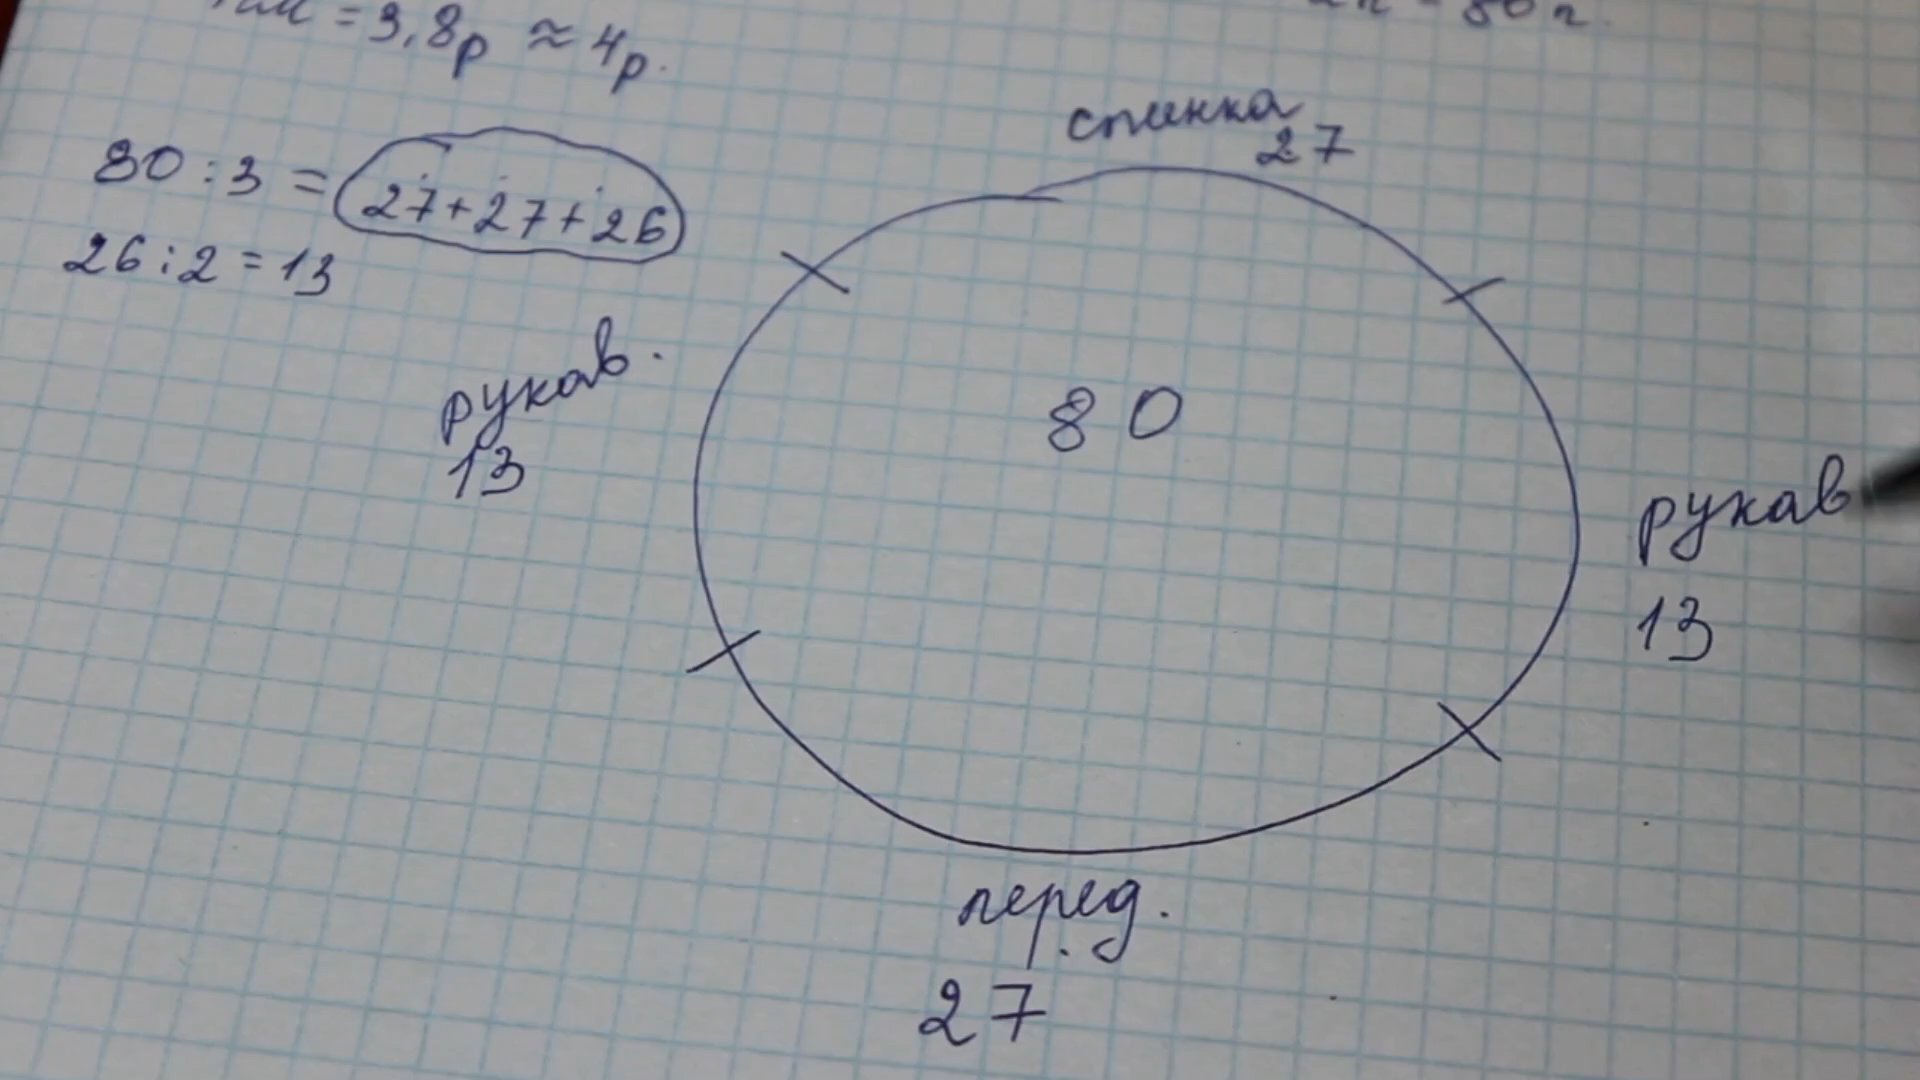 = 3,8р ≈ 4р.
80 : 3 = 27+27+26
26 : 2 = 13
спинка
27
рукав.
13
80
рукав
13
перед.
27